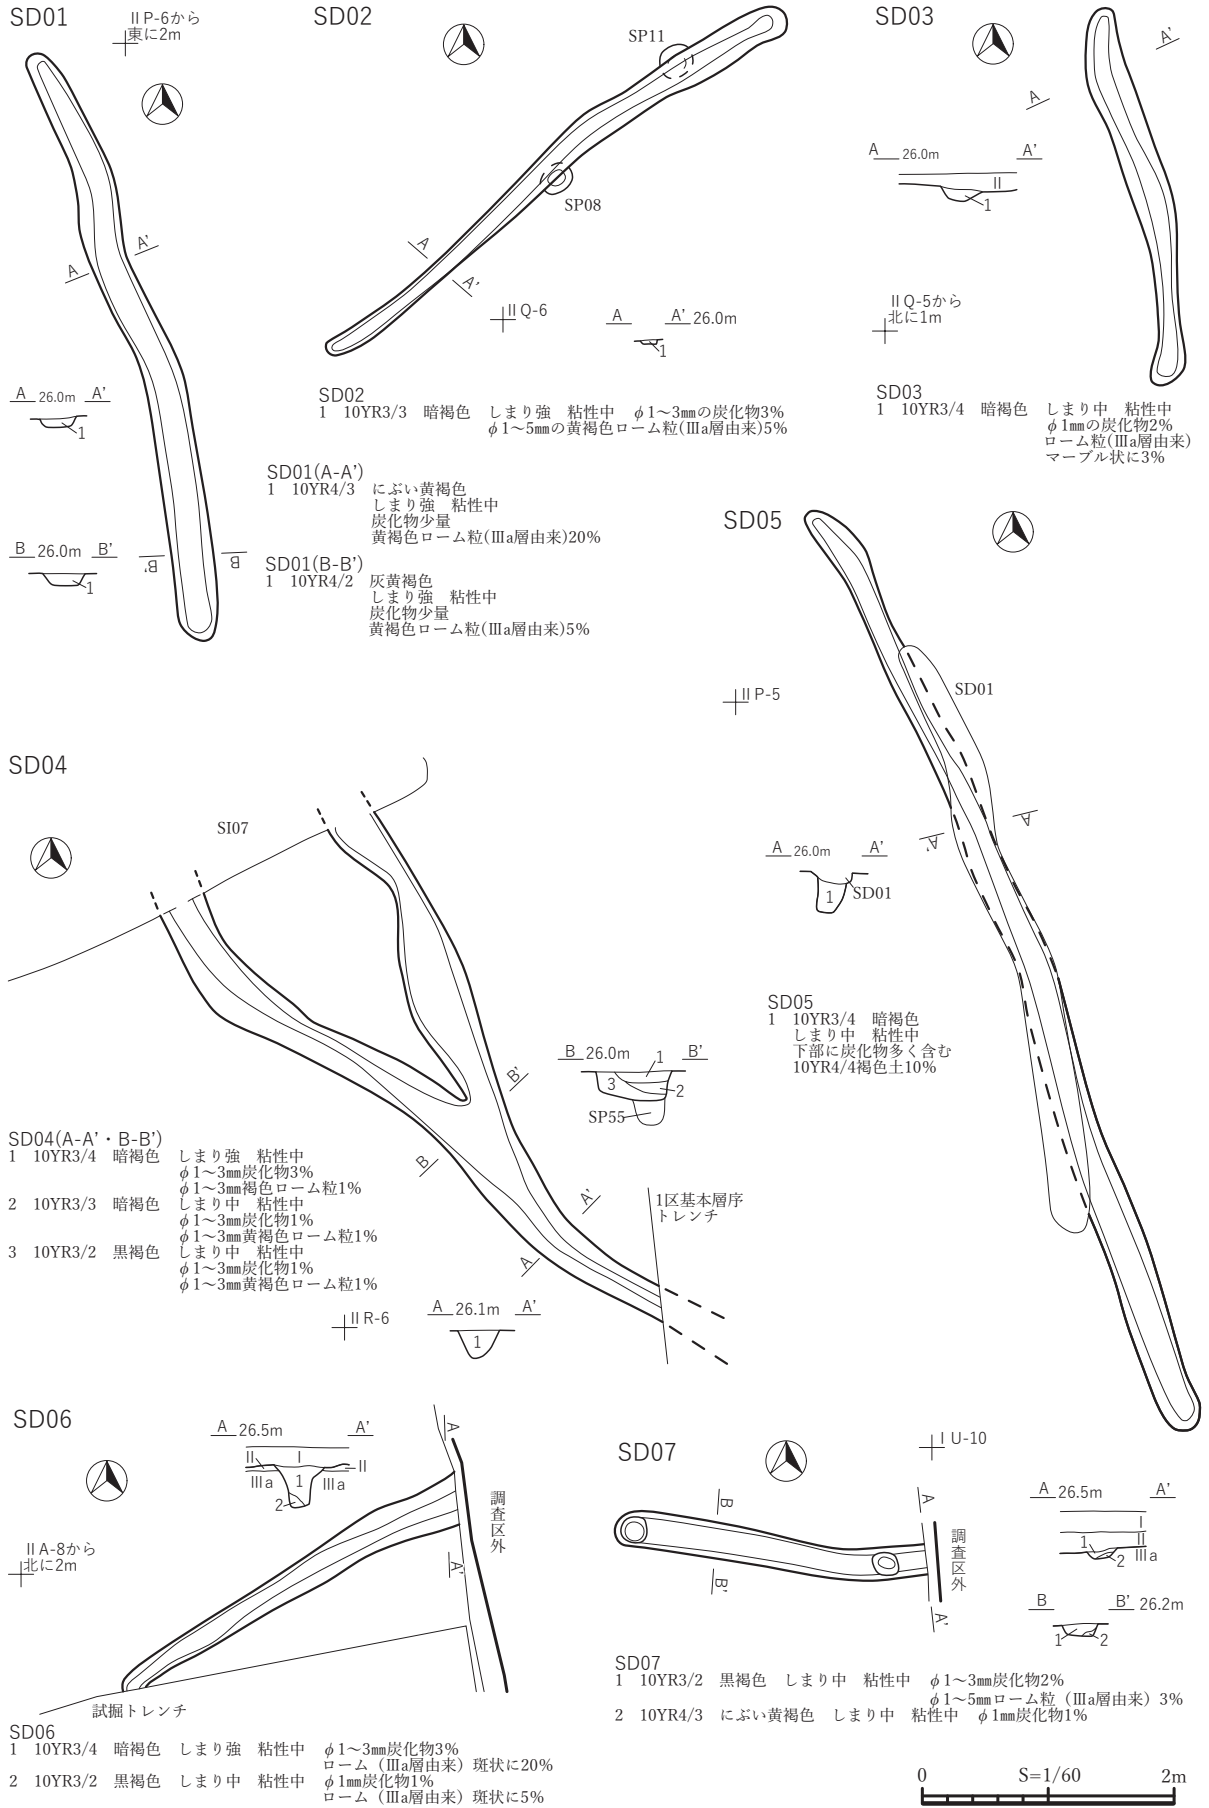 SD01
ⅡP-6から
東に2m
A
A'
A 26.0m A'
1
B 26.0m B'
1
B'
B
SD01(A-A')
1 10YR4/3 にぶい黄褐色
しまり強 粘性中
炭化物少量
黄褐色ローム粒(Ⅲa層由来)20%
SD01(B-B')
1 10YR4/2 灰黄褐色
しまり強 粘性中
炭化物少量
黄褐色ローム粒(Ⅲa層由来)5%
SD02
SP11
SP08
A
A'
ⅡQ-6
A A' 26.0m
1
SD02
1 10YR3/3 暗褐色 しまり強 粘性中 φ1～3㎜の炭化物3%
φ1～5㎜の黄褐色ローム粒(Ⅲa層由来)5%
SD03
A'
A
A 26.0m A'
Ⅱ
1
ⅡQ-5から
北に1m
SD03
1 10YR3/4 暗褐色 しまり中 粘性中
φ1㎜の炭化物2%
ローム粒(Ⅲa層由来)
マーブル状に3%
SD04
SI07
B'
B
A'
A
B 26.0m B'
1
3
2
SP55
1区基本層序
トレンチ
SD04(A-A'・B-B')
1 10YR3/4 暗褐色 しまり強 粘性中
φ1～3㎜炭化物3%
φ1～3㎜褐色ローム粒1%
2 10YR3/3 暗褐色 しまり中 粘性中
φ1～3㎜炭化物1%
φ1～3㎜黄褐色ローム粒1%
3 10YR3/2 黒褐色 しまり中 粘性中
φ1～3㎜炭化物1%
φ1～3㎜黄褐色ローム粒1%
ⅡR-6
A 26.1m A'
1
SD05
SD01
ⅡP-5
A
A'
A 26.0m A'
1
SD01
SD05
1 10YR3/4 暗褐色
しまり中 粘性中
下部に炭化物多く含む
10YR4/4褐色土10%
SD06
A 26.5m A'
Ⅱ
Ⅰ
Ⅱ
Ⅲa
1
Ⅲa
2
A
A'
調査区外
ⅡA-8から
北に2m
試掘トレンチ
SD06
1 10YR3/4 暗褐色 しまり強 粘性中 φ1～3㎜炭化物3%
ローム（Ⅲa層由来）斑状に20%
2 10YR3/2 黒褐色 しまり中 粘性中 φ1㎜炭化物1%
ローム（Ⅲa層由来）斑状に5%
SD07
ⅠU-10
B
B'
A
A'
調査区外
A 26.5m A'
Ⅰ
Ⅱ
1
2
Ⅲa
B B' 26.2m
1
2
SD07
1 10YR3/2 黒褐色 しまり中 粘性中 φ1～3㎜炭化物2%
φ1～5㎜ローム粒（Ⅲa層由来）3%
2 10YR4/3 にぶい黄褐色 しまり中 粘性中 φ1㎜炭化物1%
0 S=1/60 2m